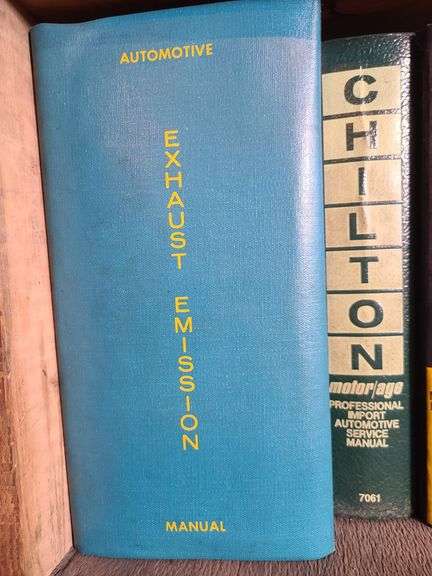 AUTOMOTIVE
EXHAUST EMISSION
MANUAL
CHILTON
motor/age
PROFESSIONAL
IMPORT
AUTOMOTIVE
SERVICE
MANUAL
7061